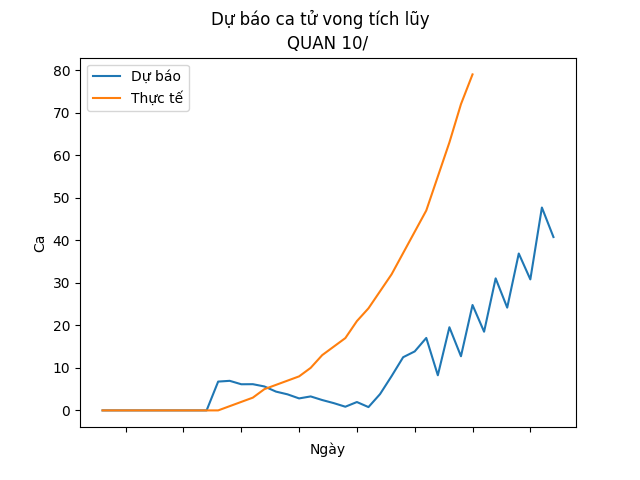 Dự báo ca tử vong tích lũy
QUAN 10/
Dự báo
Thực tế
80
70
60
50
40
30
20
10
0
Ca
Ngày